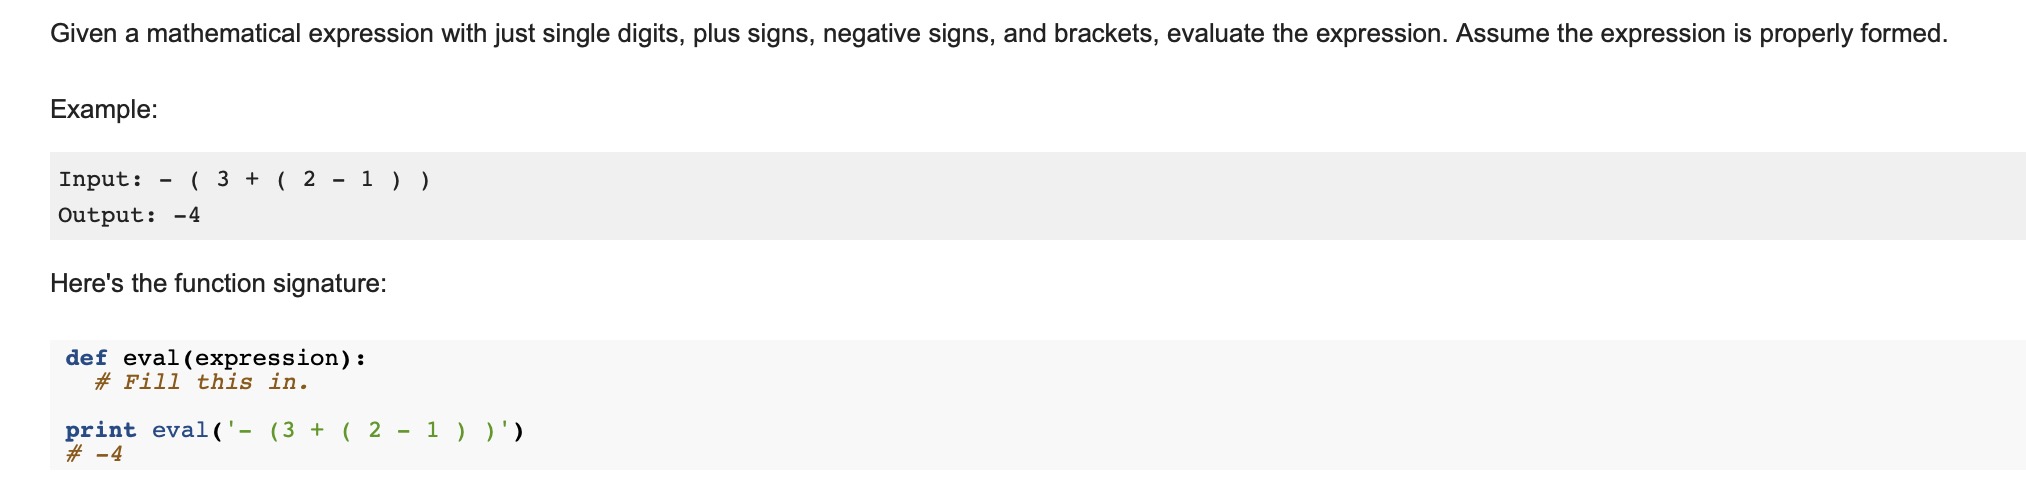 Given a mathematical expression with just single digits, plus signs, negative signs, and brackets, evaluate the expression. Assume the expression is properly formed.
Example:
Input: - ( 3 + ( 2 - 1 ) )
Output: -4
Here's the function signature:
def eval(expression):
  # Fill this in.
print eval('- (3 + ( 2 - 1 ) )')
# -4